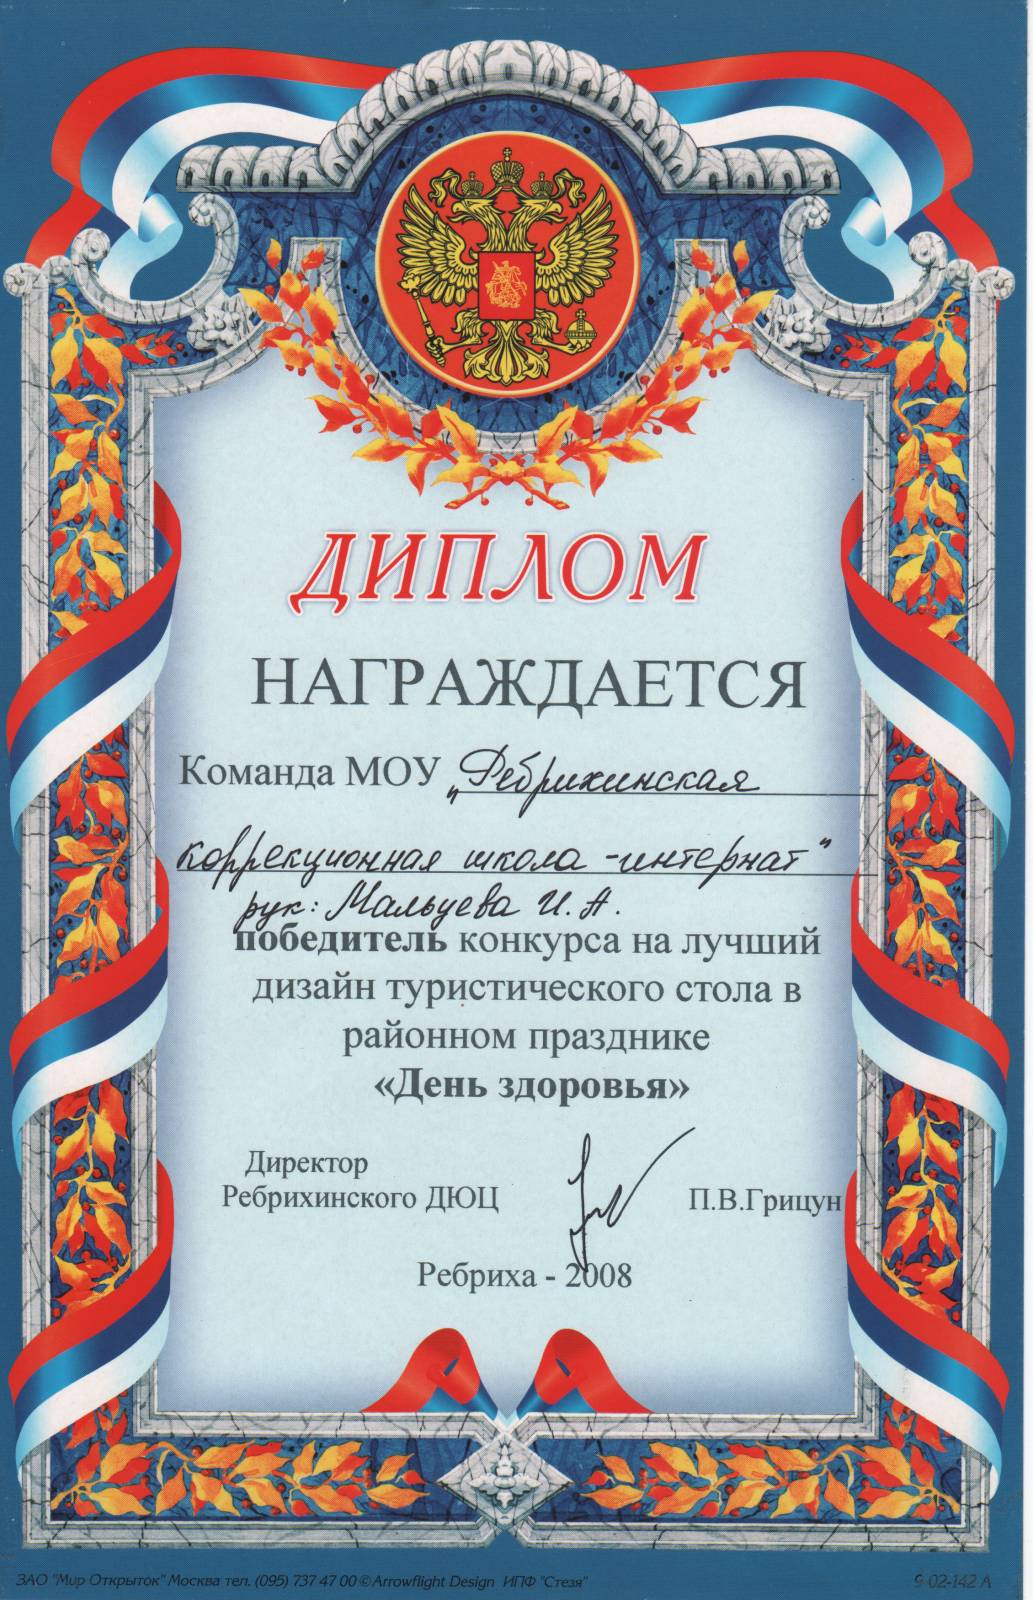 ДИПЛОМ
НАГРАЖДАЕТСЯ
Команда МОУ „Ребрихинская
коррекционная школа-интернат"
рук: Мальцева И.А.
победитель конкурса на лучший
дизайн туристического стола в
районном празднике
«День здоровья»
Директор
Ребрихинского ДЮЦ П.В.Грицун
Ребриха - 2008
ЗАО "Мир Открыток" Москва тел. (095) 737 47 00 © Arrowflight Design ИПФ "Стезя" 9-02-142 А